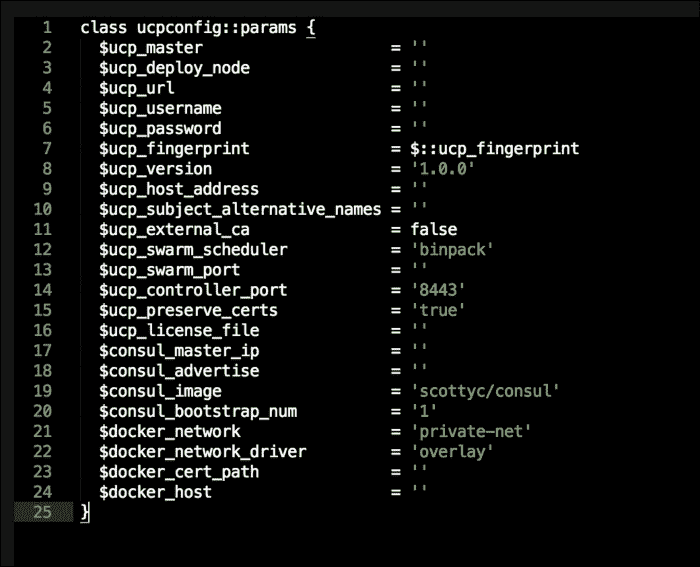 1 class ucpconfig::params {
2 $ucp_master = ''
3 $ucp_deploy_node = ''
4 $ucp_url = ''
5 $ucp_username = ''
6 $ucp_password = ''
7 $ucp_fingerprint = $::ucp_fingerprint
8 $ucp_version = '1.0.0'
9 $ucp_host_address = ''
10 $ucp_subject_alternative_names = ''
11 $ucp_external_ca = false
12 $ucp_swarm_scheduler = 'binpack'
13 $ucp_swarm_port = ''
14 $ucp_controller_port = '8443'
15 $ucp_preserve_certs = 'true'
16 $ucp_license_file = ''
17 $consul_master_ip = ''
18 $consul_advertise = ''
19 $consul_image = 'scottyc/consul'
20 $consul_bootstrap_num = '1'
21 $docker_network = 'private-net'
22 $docker_network_driver = 'overlay'
23 $docker_cert_path = ''
24 $docker_host = ''
25 }